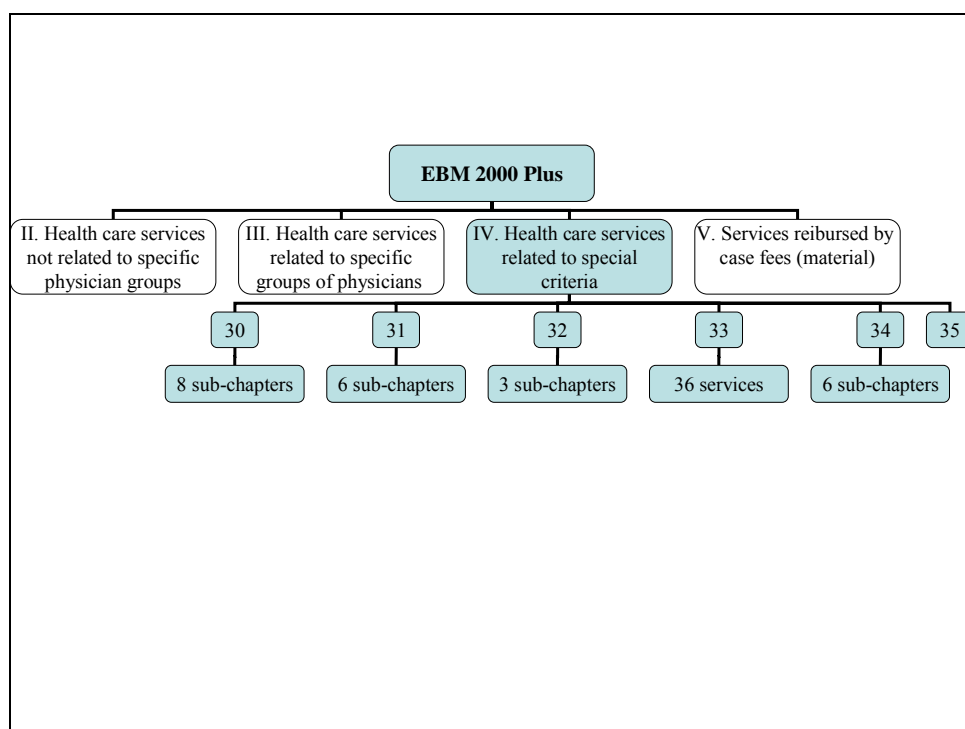 EBM 2000 Plus
II. Health care services
not related to specific
physician groups
III. Health care services
related to specific
groups of physicians
IV. Health care services
related to special
criteria
V. Services reibursed by
case fees (material)
30
31
32
33
34
35
8 sub-chapters
6 sub-chapters
3 sub-chapters
36 services
6 sub-chapters